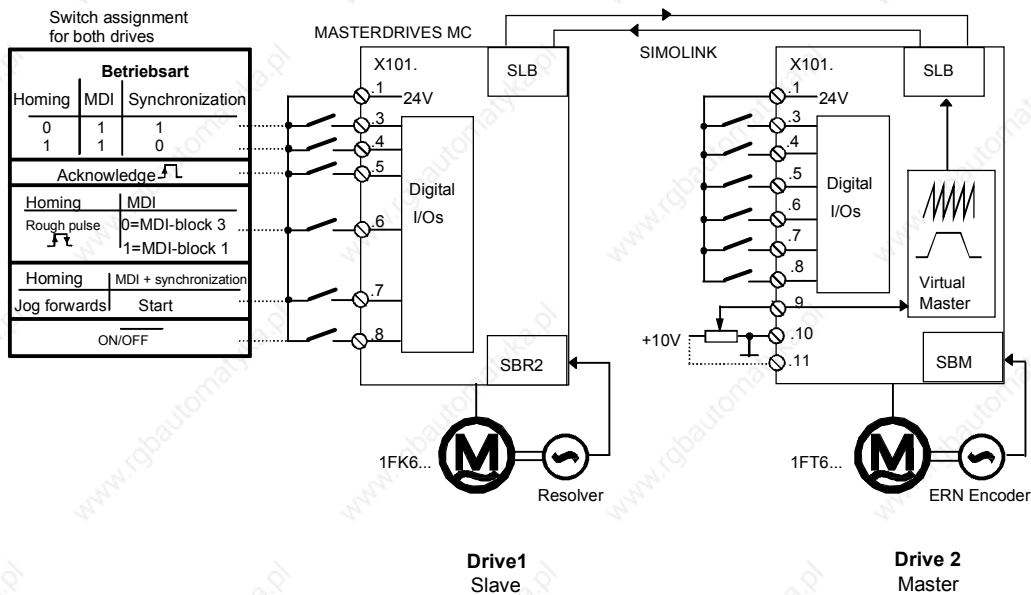 Switch assignment
for both drives
Betriebsart
Homing MDI Synchronization
0 1 1
1 1 0
Acknowledge
Homing MDI
Rough pulse 0=MDI-block 3
1=MDI-block 1
Homing MDI + synchronization
Jog forwards Start
ON/OFF
MASTERDRIVES MC
X101.
SLB
.1
24V
.3
.4
.5
.6
.7
.8
Digital
I/Os
SBR2
1FK6...
M
Resolver
Drive1
Slave
SIMOLINK
X101.
SLB
.1
24V
.3
.4
.5
.6
.7
.8
.9
.10
.11
+10V
Digital
I/Os
Virtual
Master
SBM
1FT6...
M
ERN Encoder
Drive 2
Master
www.rgbautomatyka.pl